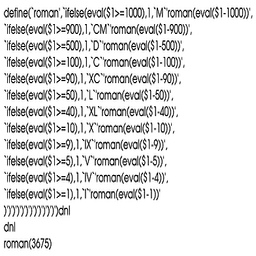 define(`roman',`ifelse(eval($1>=1000),1,`M`'roman(eval($1-1000))',
`ifelse(eval($1>=900),1,`CM`'roman(eval($1-900))',
`ifelse(eval($1>=500),1,`D`'roman(eval($1-500))',
`ifelse(eval($1>=100),1,`C`'roman(eval($1-100))',
`ifelse(eval($1>=90),1,`XC`'roman(eval($1-90))',
`ifelse(eval($1>=50),1,`L`'roman(eval($1-50))',
`ifelse(eval($1>=40),1,`XL`'roman(eval($1-40))',
`ifelse(eval($1>=10),1,`X`'roman(eval($1-10))',
`ifelse(eval($1>=9),1,`IX`'roman(eval($1-9))',
`ifelse(eval($1>=5),1,`V`'roman(eval($1-5))',
`ifelse(eval($1>=4),1,`IV`'roman(eval($1-4))',
`ifelse(eval($1>=1),1,`I`'roman(eval($1-1))'
)')')')')')')')')')')')')dnl
dnl
roman(3675)